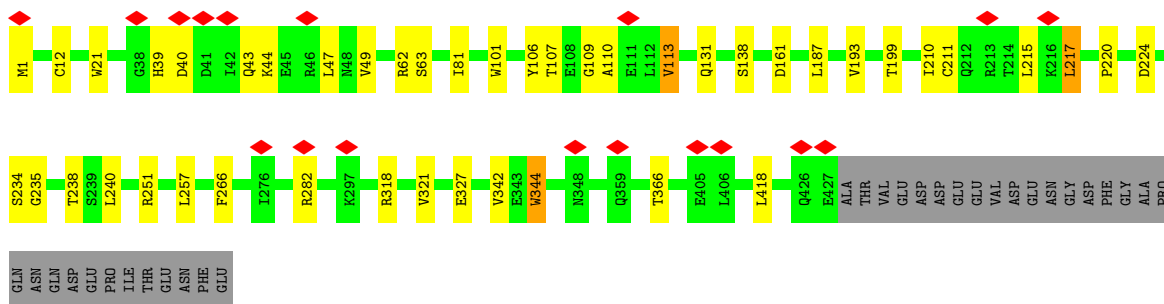 M1 C12 W21 G38 H39 D40 D41 I42 Q43 K44 E45 R46 L47 N48 V49 R62 S63 I81 W101 Y106 T107 E108 G109 A110 E111 L112 V113 Q131 S138 D161 L187 V193 T199 I210 C211 Q212 R213 T214 L215 K216 L217 P220 D224
S234 G235 T238 S239 L240 R251 L257 F266 I276 R282 K297 R318 V321 E327 V342 E343 W344 N348 Q359 T366 E405 L406 L418 Q426 E427 ALA THR VAL GLU ASP ASP GLU GLU VAL ASP GLU ASN GLY ASP PHE GLY ALA PRO
GLN ASN GLN ASP GLU PRO ILE THR GLU ASN PHE GLU